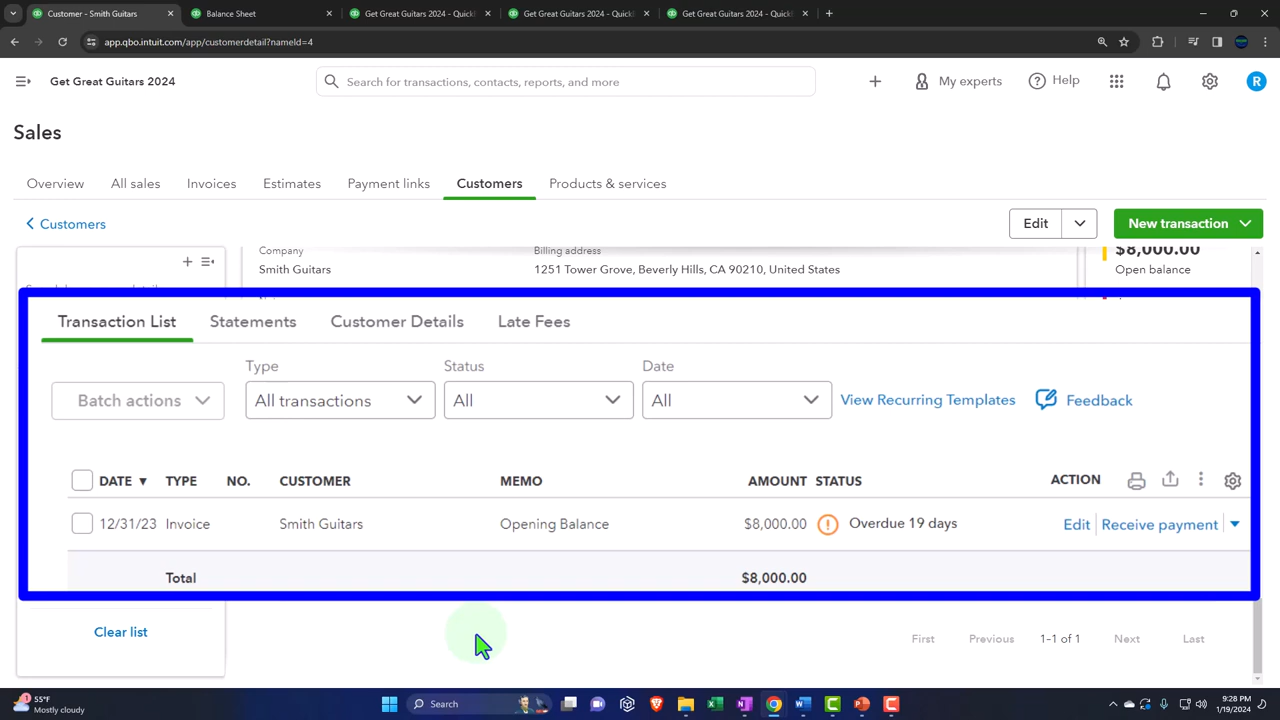 Customer - Smith Guitars
Balance Sheet
Get Great Guitars 2024 - QuickB
Get Great Guitars 2024 - QuickB
Get Great Guitars 2024 - QuickB
app.qbo.intuit.com/app/customerdetail?nameId=4
Get Great Guitars 2024
Search for transactions, contacts, reports, and more
My experts
Help
R
Sales
Overview All sales Invoices Estimates Payment links Customers Products & services
Customers
Edit
New transaction
Company
Billing address
$8,000.00
Smith Guitars
1251 Tower Grove, Beverly Hills, CA 90210, United States
Open balance
Transaction List Statements Customer Details Late Fees
Type Status Date
Batch actions All transactions All All View Recurring Templates Feedback
DATE TYPE NO. CUSTOMER MEMO AMOUNT STATUS ACTION
12/31/23 Invoice Smith Guitars Opening Balance $8,000.00 Overdue 19 days Edit Receive payment
Total $8,000.00
Clear list
First Previous 1-1 of 1 Next Last
1
55°F
Mostly cloudy
Search
9:28 PM
1/19/2024